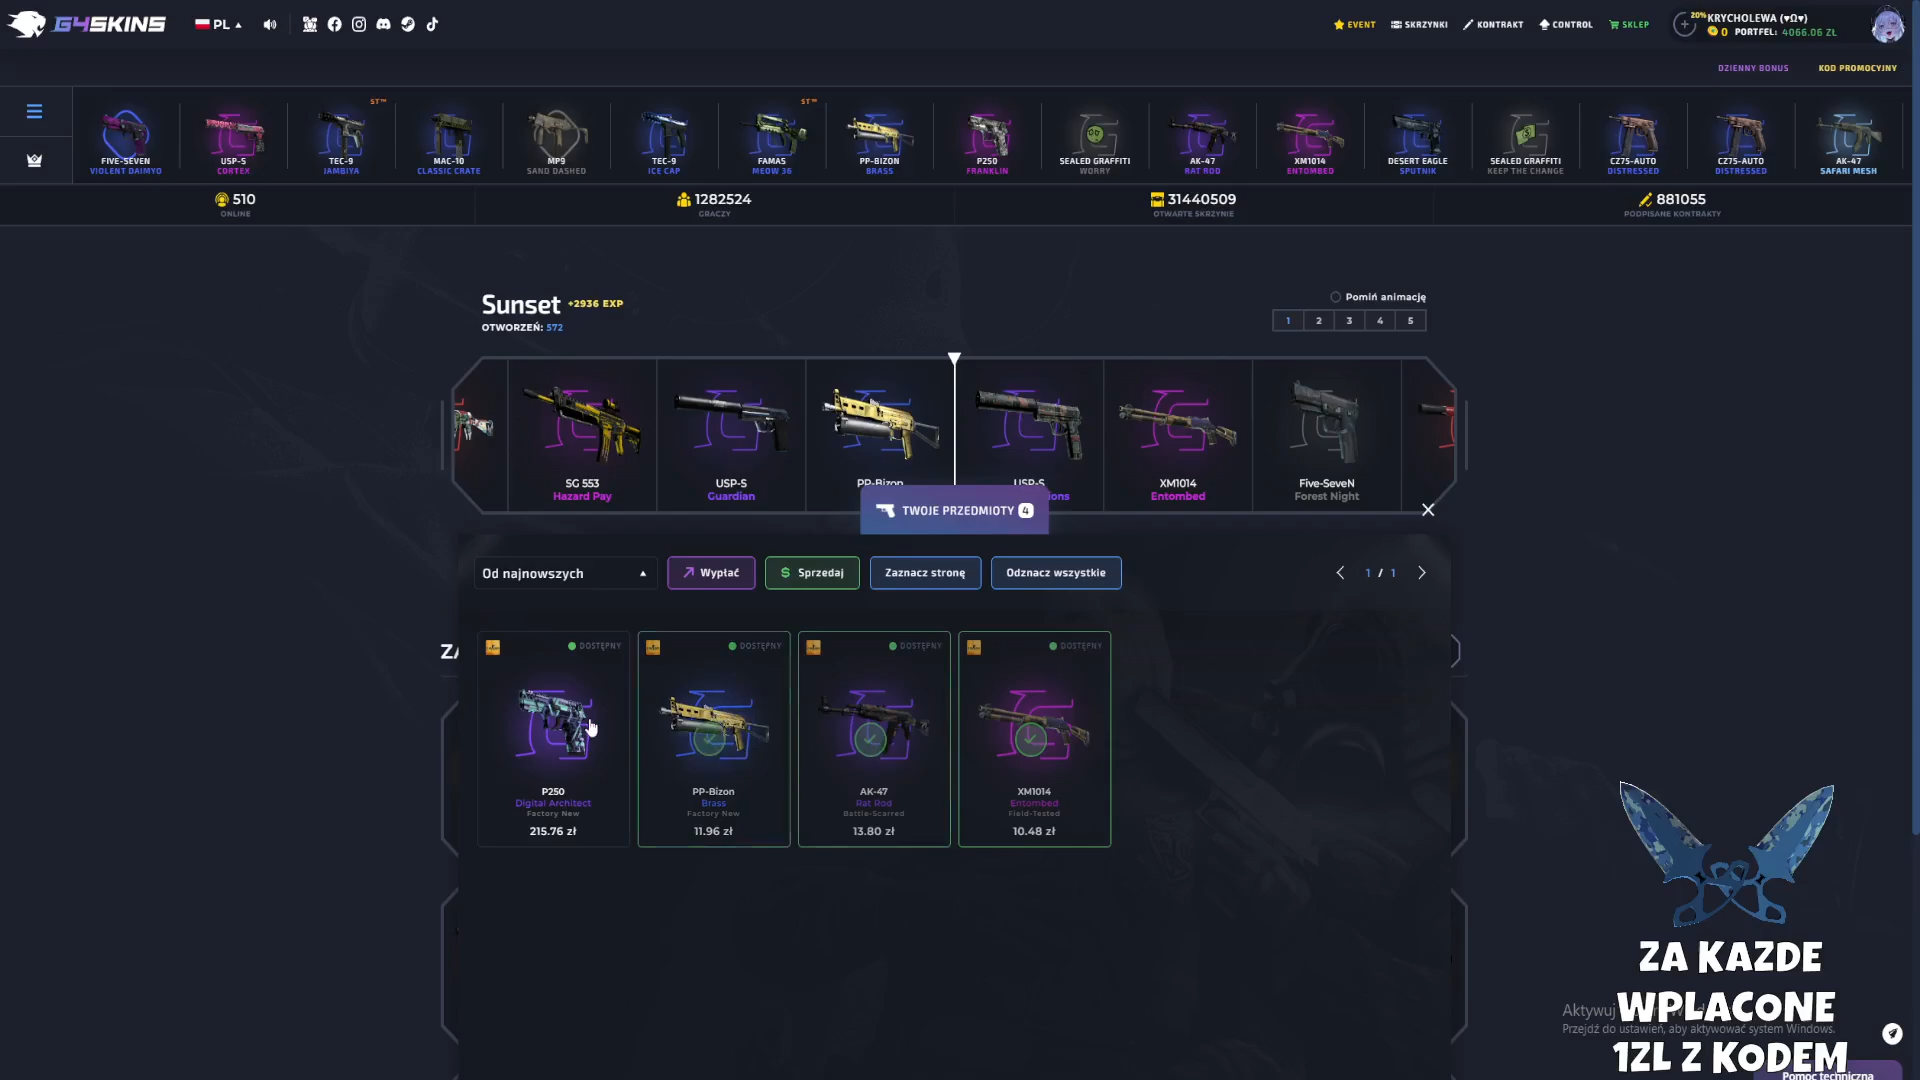 G4SKINS
PL
EVENT
SKRZYNKI
KONTRAKT
CONTROL
SKLEP
20%
KRYCHOLEWA (♥Ω♥)
0 PORTFEL: 4066.06 ZŁ
DZIENNY BONUS
KOD PROMOCYJNY
FIVE-SEVEN
VIOLENT DAIMYO
USP-S
CORTEX
ST™
TEC-9
JAMBIYA
MAC-10
CLASSIC CRATE
MP9
SAND DASHED
TEC-9
ICE CAP
ST™
FAMAS
MEOW 36
PP-BIZON
BRASS
P250
FRANKLIN
SEALED GRAFFITI
WORRY
AK-47
RAT ROD
XM1014
ENTOMBED
DESERT EAGLE
SPUTNIK
SEALED GRAFFITI
KEEP THE CHANGE
CZ75-AUTO
DISTRESSED
CZ75-AUTO
DISTRESSED
AK-47
SAFARI MESH
510
ONLINE
1282524
GRACZY
31440509
OTWARTE SKRZYNIE
881055
PODPISANE KONTRAKTY
Sunset +2936 EXP
OTWORZEŃ: 572
Pomiń animację
1 2 3 4 5
SG 553
Hazard Pay
USP-S
Guardian
PP-Bizon
USP-S
XM1014
Entombed
Five-SeveN
Forest Night
TWOJE PRZEDMIOTY 4
Od najnowszych
Wypłać
$ Sprzedaj
Zaznacz stronę
Odznacz wszystkie
1 / 1
ZA
DOSTĘPNY
P250
Digital Architect
Factory New
215.76 zł
DOSTĘPNY
PP-Bizon
Brass
Factory New
11.96 zł
DOSTĘPNY
AK-47
Rat Rod
Battle-Scarred
13.80 zł
DOSTĘPNY
XM1014
Entombed
Field-Tested
10.48 zł
ZA KAZDE
WPLACONE
1ZL Z KODEM
Aktywuj
Przejdź do ustawień, aby aktywować system Windows.
Pomoc techniczna